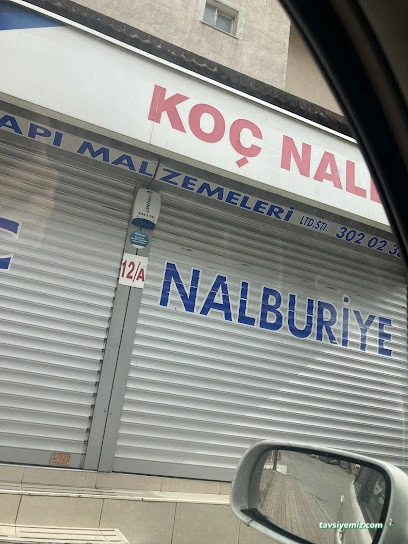 KOÇ NAL
API MALZEMELERİ LTD.ŞTİ. 302 02 3
12/A
NALBURİYE
tavsiyemiz.com